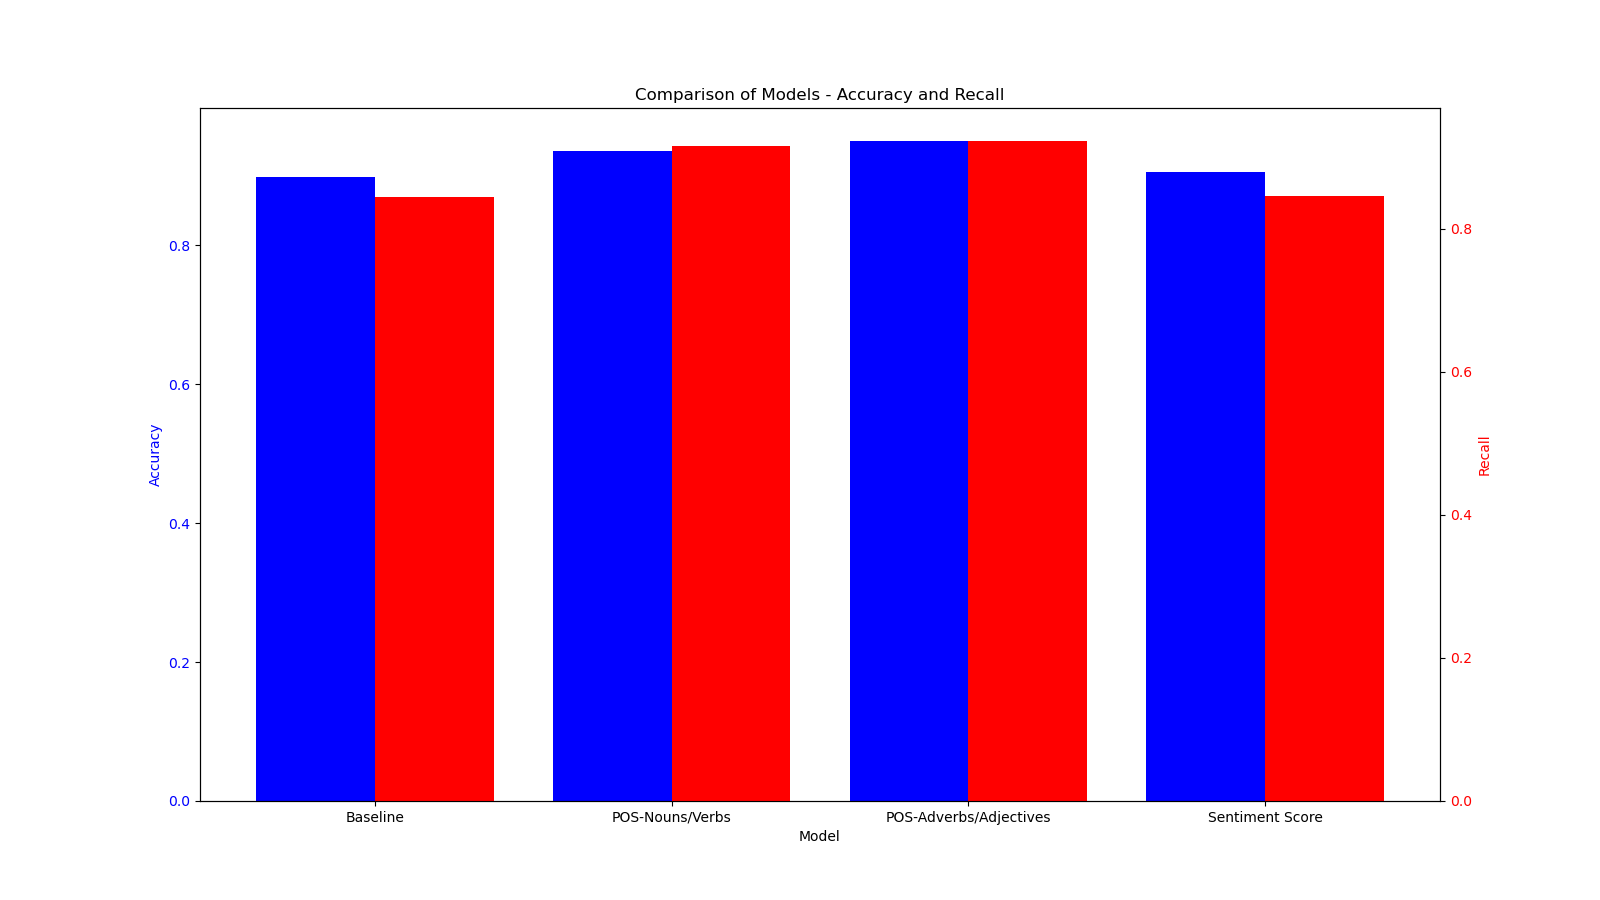 Comparison of Models - Accuracy and Recall
0.8
0.6
0.4
0.2
0.0
Accuracy
0.8
0.6
0.4
0.2
0.0
Recall
Baseline
POS-Nouns/Verbs
POS-Adverbs/Adjectives
Sentiment Score
Model